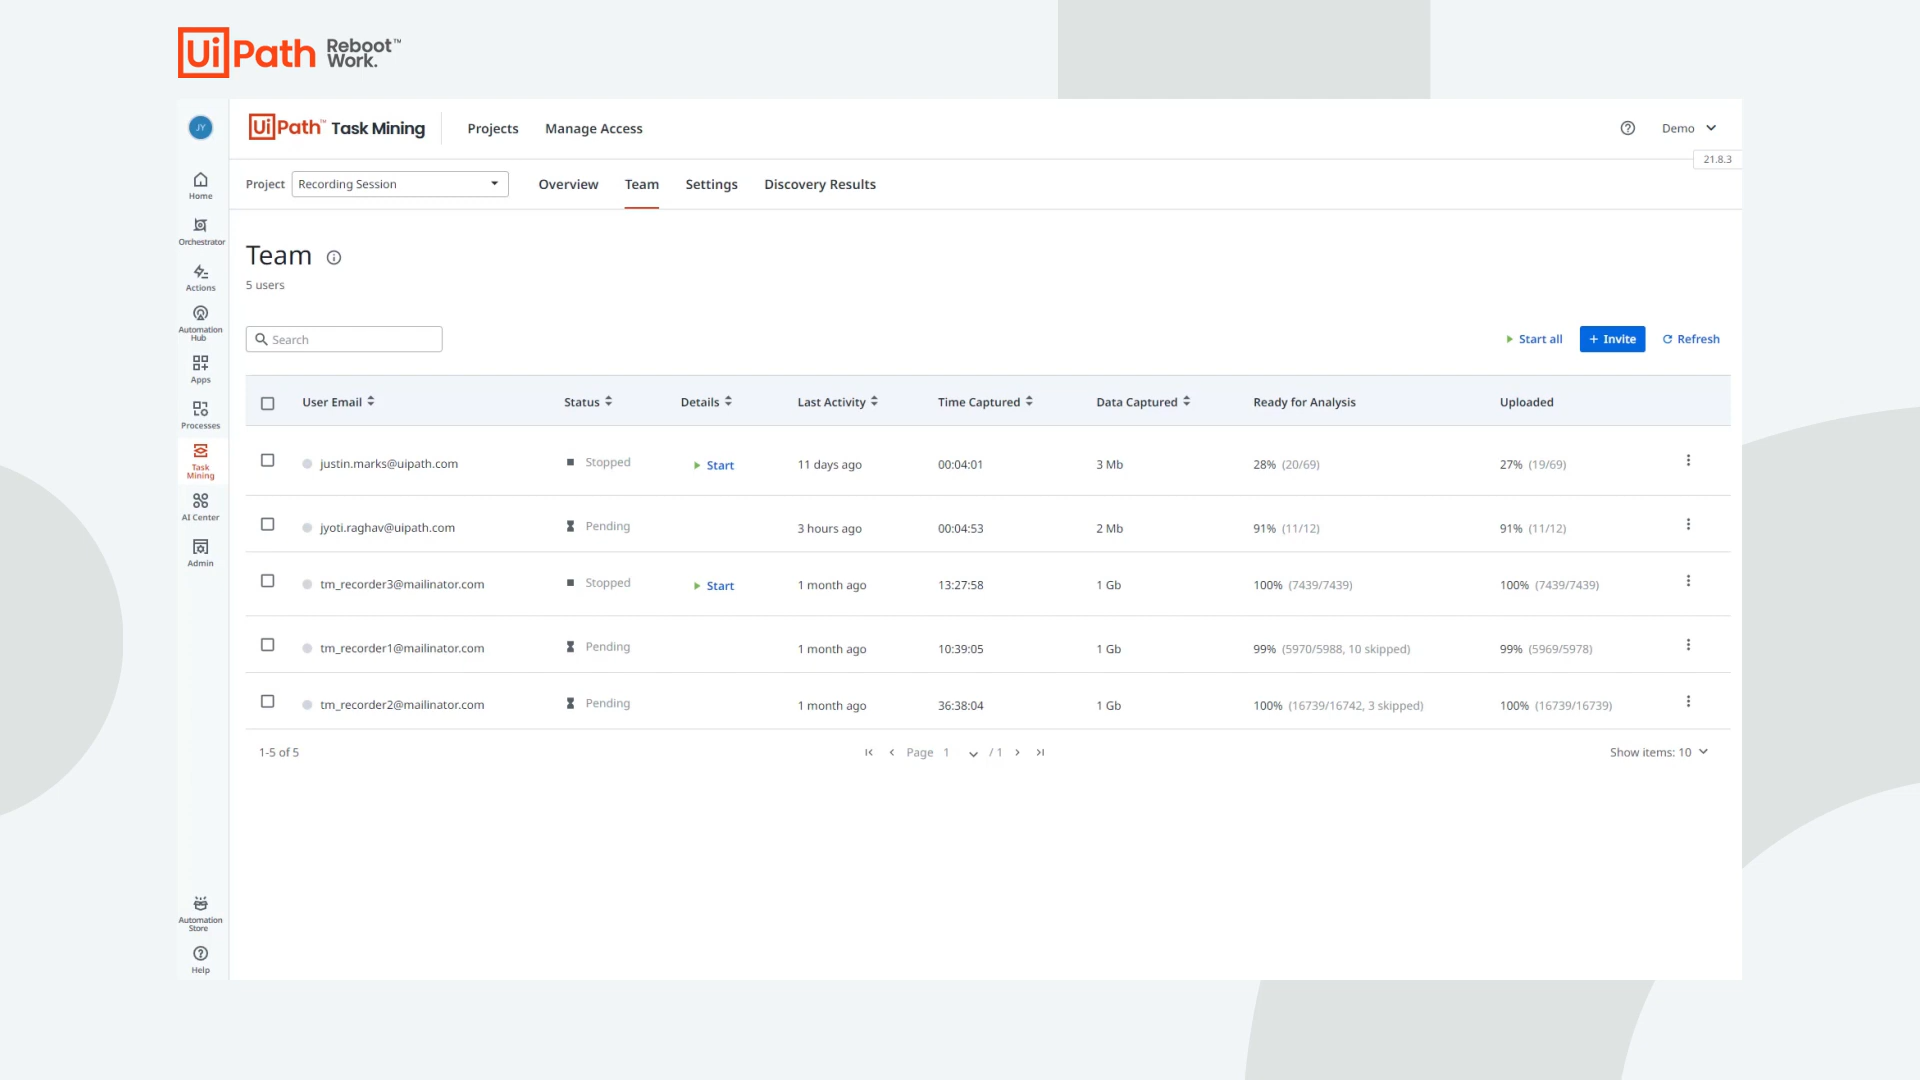 UiPath Reboot™
Work.
JY
UiPath™ Task Mining
Projects
Manage Access
Demo
21.8.3
Project
Recording Session
Overview
Team
Settings
Discovery Results
Home
Orchestrator
Actions
Automation
Hub
Apps
Processes
Task
Mining
AI Center
Admin
Automation
Store
Help
Team
5 users
Search
Start all
+ Invite
Refresh
User Email Status Details Last Activity Time Captured Data Captured Ready for Analysis Uploaded
justin.marks@uipath.com Stopped Start 11 days ago 00:04:01 3 Mb 28% (20/69) 27% (19/69)
jyoti.raghav@uipath.com Pending 3 hours ago 00:04:53 2 Mb 91% (11/12) 91% (11/12)
tm_recorder3@mailinator.com Stopped Start 1 month ago 13:27:58 1 Gb 100% (7439/7439) 100% (7439/7439)
tm_recorder1@mailinator.com Pending 1 month ago 10:39:05 1 Gb 99% (5970/5988, 10 skipped) 99% (5969/5978)
tm_recorder2@mailinator.com Pending 1 month ago 36:38:04 1 Gb 100% (16739/16742, 3 skipped) 100% (16739/16739)
1-5 of 5
Page 1 / 1
Show items: 10